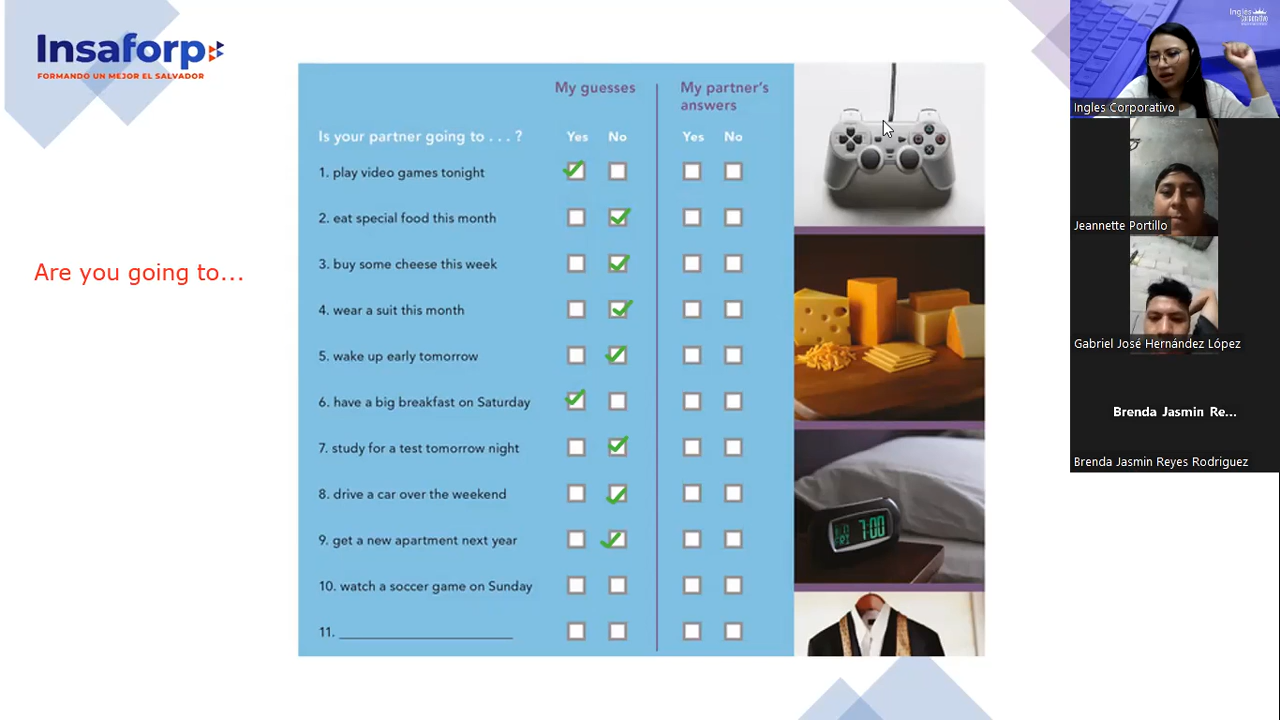 Insaforp
FORMANDO UN MEJOR EL SALVADOR
Are you going to...
My guesses
My partner's
answers
Is your partner going to . . . ?
Yes
No
Yes
No
1. play video games tonight
2. eat special food this month
3. buy some cheese this week
4. wear a suit this month
5. wake up early tomorrow
6. have a big breakfast on Saturday
7. study for a test tomorrow night
8. drive a car over the weekend
9. get a new apartment next year
10. watch a soccer game on Sunday
11. ____________________
7:00
FRI
Ingles Corporativo
Jeannette Portillo
Gabriel José Hernández López
Brenda Jasmin Re...
Brenda Jasmin Reyes Rodriguez